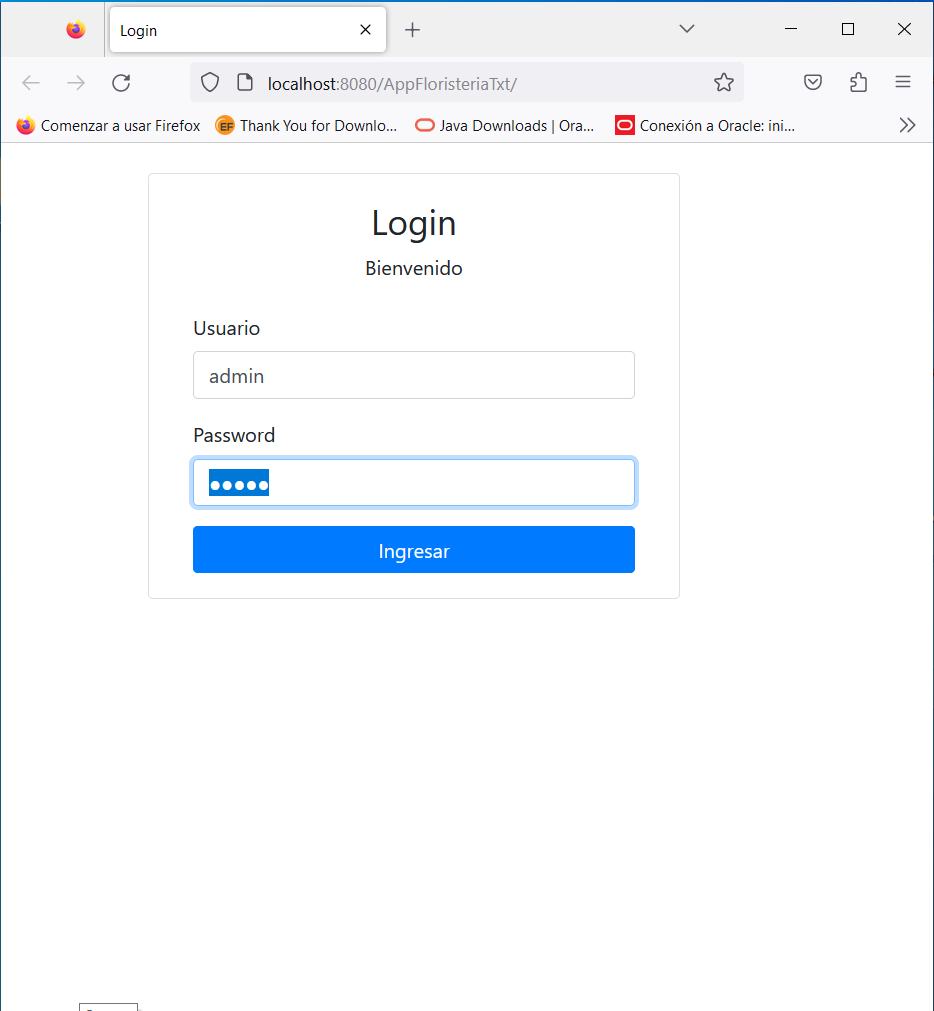 Login
localhost:8080/AppFloristeriaTxt/
Comenzar a usar Firefox EF Thank You for Downlo... Java Downloads | Ora... Conexión a Oracle: ini...
Login
Bienvenido
Usuario
admin
Password
Ingresar